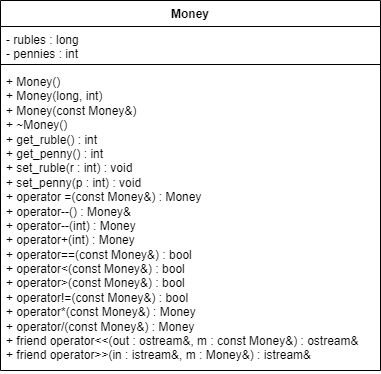 Money
- rubles : long
- pennies : int
+ Money()
+ Money(long, int)
+ Money(const Money&)
+ ~Money()
+ get_ruble() : int
+ get_penny() : int
+ set_ruble(r : int) : void
+ set_penny(p : int) : void
+ operator =(const Money&) : Money
+ operator--() : Money&
+ operator--(int) : Money
+ operator+(int) : Money
+ operator==(const Money&) : bool
+ operator<(const Money&) : bool
+ operator>(const Money&) : bool
+ operator!=(const Money&) : bool
+ operator*(const Money&) : Money
+ operator/(const Money&) : Money
+ friend operator<<(out : ostream&, m : const Money&) : ostream&
+ friend operator>>(in : istream&, m : Money&) : istream&